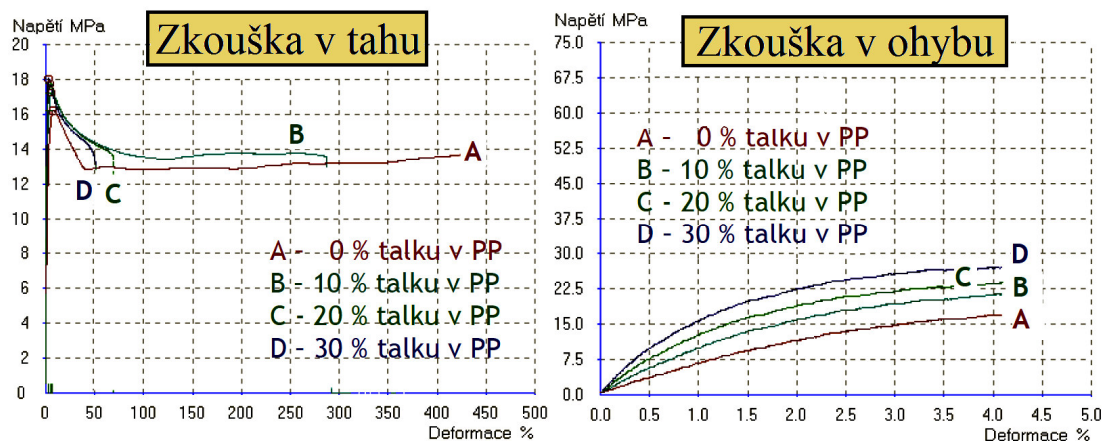 Napětí MPa
Zkouška v tahu
20
18
16
14
12
10
8
6
4
2
0
B
A
D
C
A - 0 % talku v PP
B - 10 % talku v PP
C - 20 % talku v PP
D - 30 % talku v PP
0 50 100 150 200 250 300 350 400 450 500
Deformace %
Napětí MPa
Zkouška v ohybu
75.0
67.5
60.0
52.5
45.0
37.5
30.0
22.5
15.0
7.5
0.0
A - 0 % talku v PP
B - 10 % talku v PP
C - 20 % talku v PP
D - 30 % talku v PP
D
C
B
A
0.0 0.5 1.0 1.5 2.0 2.5 3.0 3.5 4.0 4.5 5.0
Deformace %